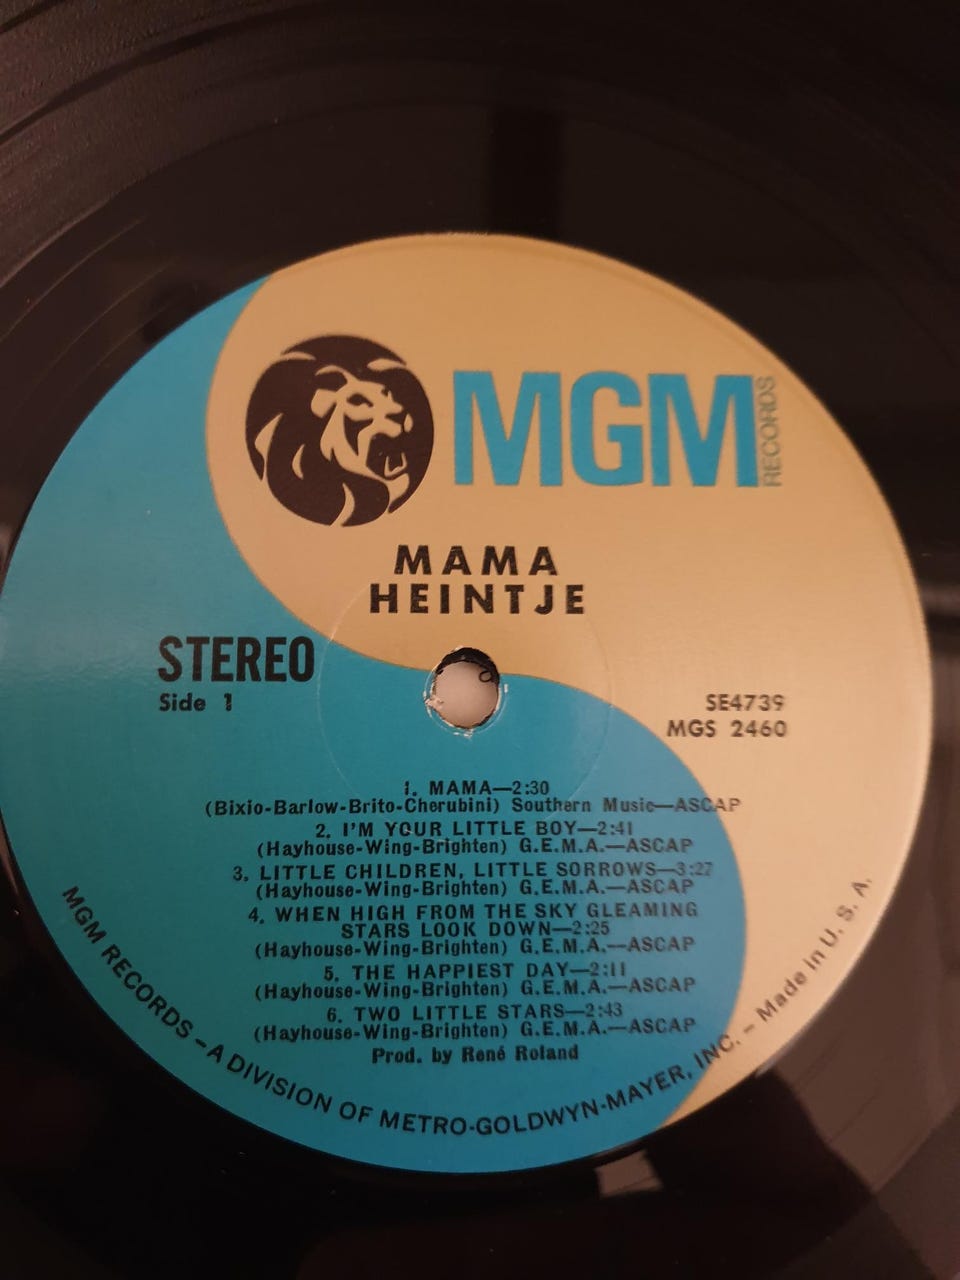 MGM RECORDS
MAMA
HEINTJE
STEREO
Side 1
SE4739
MGS 2460
1. MAMA—2:30
(Bixio-Barlow-Brito-Cherubini) Southern Music—ASCAP
2. I'M YOUR LITTLE BOY—2:41
(Hayhouse-Wing-Brighten) G.E.M.A.—ASCAP
3. LITTLE CHILDREN, LITTLE SORROWS—3:27
(Hayhouse-Wing-Brighten) G.E.M.A.—ASCAP
4. WHEN HIGH FROM THE SKY GLEAMING
STARS LOOK DOWN—2:25
(Hayhouse-Wing-Brighten) G.E.M.A.—ASCAP
5. THE HAPPIEST DAY—2:11
(Hayhouse-Wing-Brighten) G.E.M.A.—ASCAP
6. TWO LITTLE STARS—2:43
(Hayhouse-Wing-Brighten) G.E.M.A.—ASCAP
Prod. by René Roland
MGM RECORDS – A DIVISION OF METRO-GOLDWYN-MAYER, INC. – Made in U. S. A.